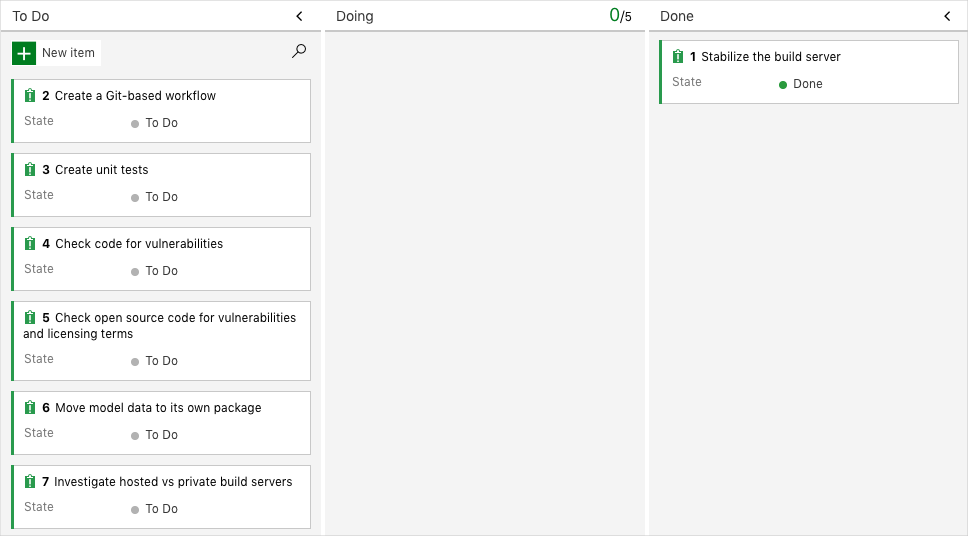 To Do
Doing
0/5
Done
New item
2 Create a Git-based workflow
State To Do
3 Create unit tests
State To Do
4 Check code for vulnerabilities
State To Do
5 Check open source code for vulnerabilities
and licensing terms
State To Do
6 Move model data to its own package
State To Do
7 Investigate hosted vs private build servers
State To Do
1 Stabilize the build server
State Done